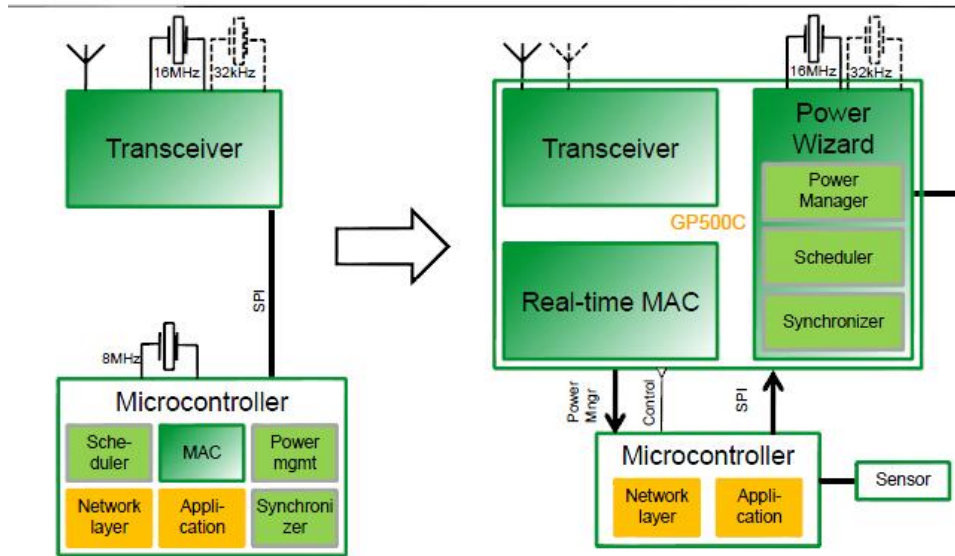 16MHz
32kHz
Transceiver
SPI
8MHz
Microcontroller
Sche-
duler
MAC
Power
mgmt
Network
layer
Appli-
cation
Synchroni
zer
16MHz
32kHz
Transceiver
Power
Wizard
Power
Manager
GP500C
Scheduler
Real-time MAC
Synchronizer
Power
Mngr
Control
SPI
Microcontroller
Network
layer
Appli-
cation
Sensor